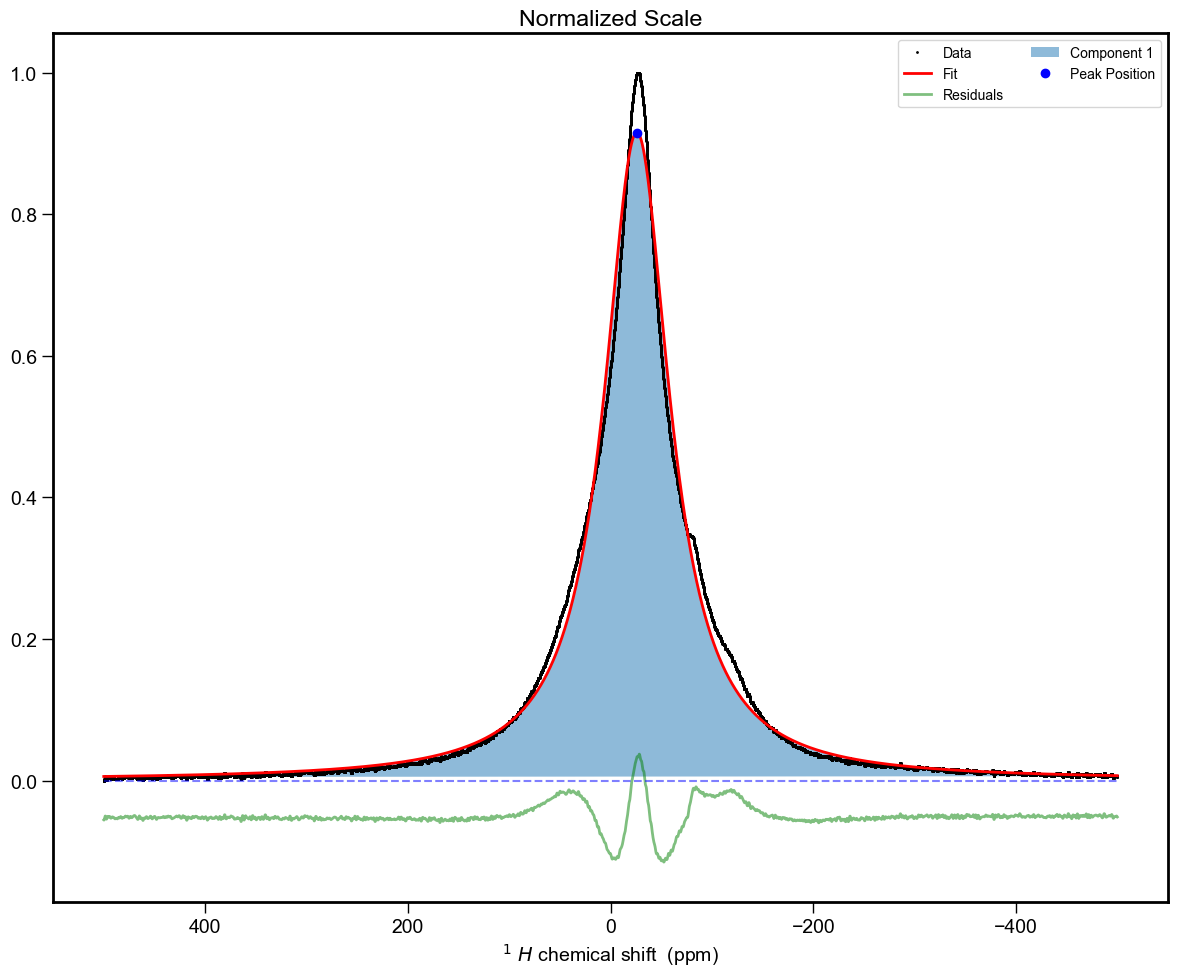 Normalized Scale
Data
Fit
Residuals
Component 1
Peak Position
1.0
0.8
0.6
0.4
0.2
0.0
400
200
0
−200
−400
¹ H chemical shift (ppm)